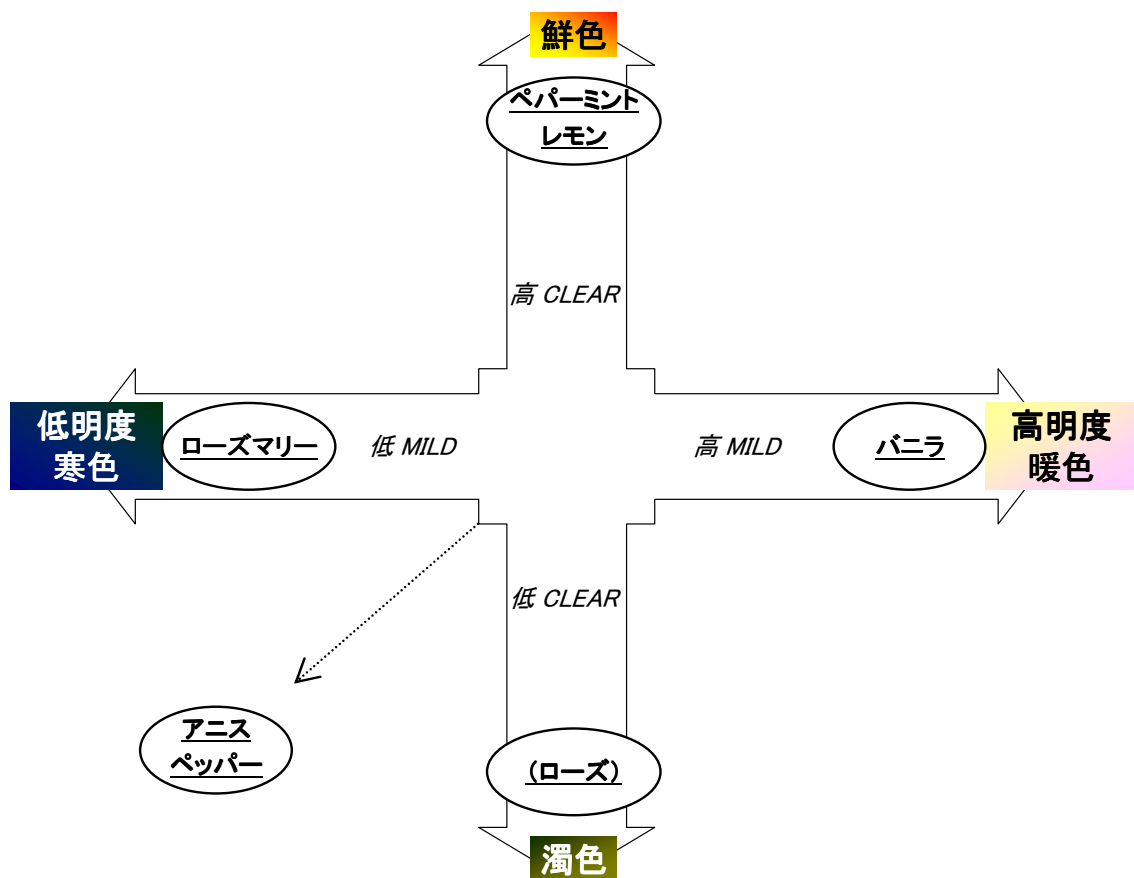 鮮色
ペパーミント
レモン
高 CLEAR
低明度
寒色
ローズマリー
低 MILD
高 MILD
バニラ
高明度
暖色
低 CLEAR
アニス
ペッパー
(ローズ)
濁色